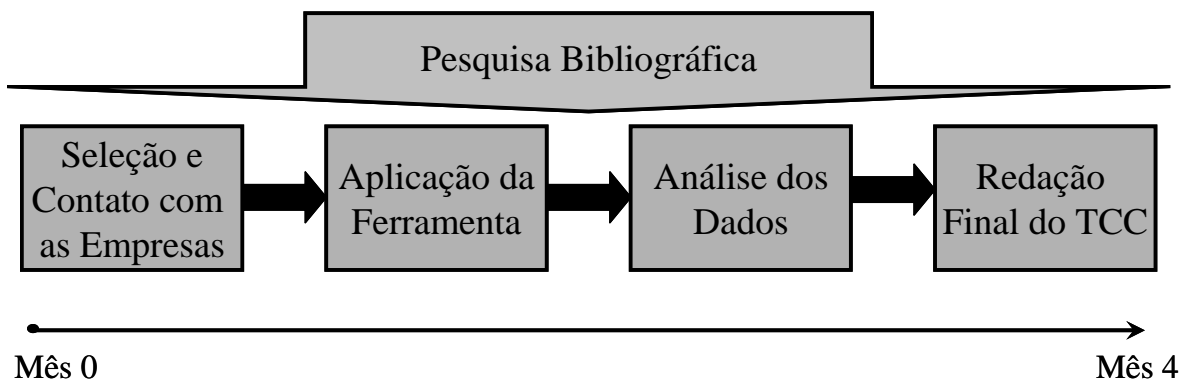 Pesquisa Bibliográfica
Seleção e
Contato com
as Empresas
Aplicação da
Ferramenta
Análise dos
Dados
Redação
Final do TCC
Mês 0
Mês 4